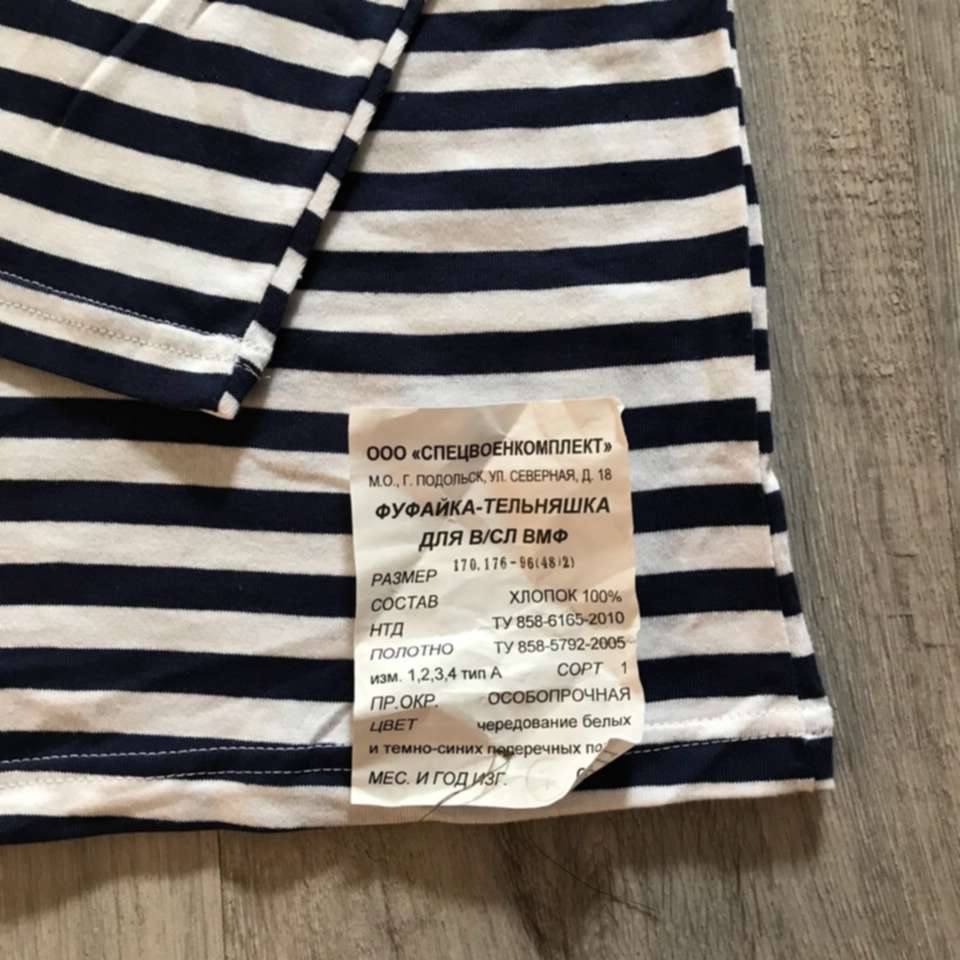 ООО «СПЕЦВОЕНКОМПЛЕКТ»
М.О., Г. ПОДОЛЬСК, УЛ. СЕВЕРНАЯ, Д. 18
ФУФАЙКА-ТЕЛЬНЯШКА
ДЛЯ В/СЛ ВМФ
РАЗМЕР 170,176-96(48/2)
СОСТАВ ХЛОПОК 100%
НТД ТУ 858-6165-2010
ПОЛОТНО ТУ 858-5792-2005
изм. 1,2,3,4 тип А СОРТ 1
ПР.ОКР. ОСОБОПРОЧНАЯ
ЦВЕТ чередование белых
и темно-синих поперечных
МЕС. И ГОД ИЗГ.